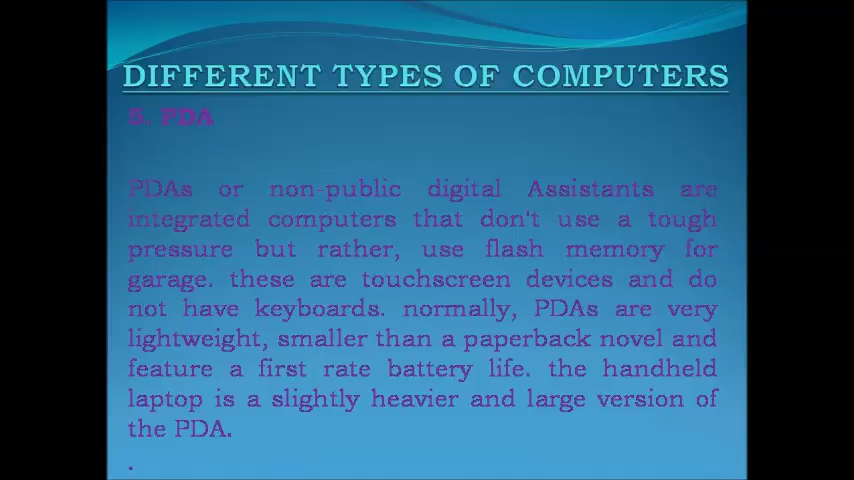 DIFFERENT TYPES OF COMPUTERS
5. PDA
PDAs or non-public digital Assistants are
integrated computers that don't use a tough
pressure but rather, use flash memory for
garage. these are touchscreen devices and do
not have keyboards. normally, PDAs are very
lightweight, smaller than a paperback novel and
feature a first rate battery life. the handheld
laptop is a slightly heavier and large version of
the PDA.
.